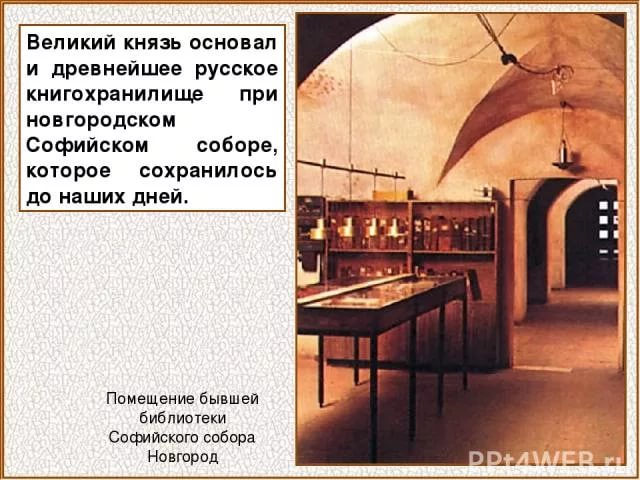 Великий князь основал
и древнейшее русское
книгохранилище при
новгородском
Софийском соборе,
которое сохранилось
до наших дней.
Помещение бывшей
библиотеки
Софийского собора
Новгород
PPt4WEB.ru